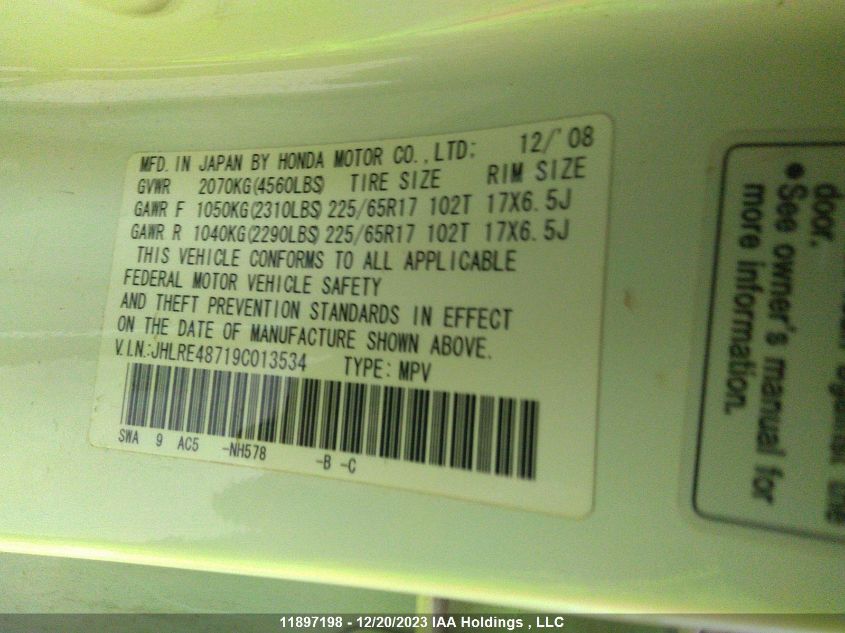 MFD. IN JAPAN BY HONDA MOTOR CO.,LTD: 12/'08
GVWR 2070KG(4560LBS) TIRE SIZE RIM SIZE
GAWR F 1050KG(2310LBS) 225/65R17 102T 17X6.5J
GAWR R 1040KG(2290LBS) 225/65R17 102T 17X6.5J
THIS VEHICLE CONFORMS TO ALL APPLICABLE
FEDERAL MOTOR VEHICLE SAFETY
AND THEFT PREVENTION STANDARDS IN EFFECT
ON THE DATE OF MANUFACTURE SHOWN ABOVE.
V.I.N.:JHLRE48719C013534 TYPE: MPV
SWA 9 AC5 -NH578 -B -C
door.
• See owner's manual for
more information.
11897198 - 12/20/2023 IAA Holdings , LLC